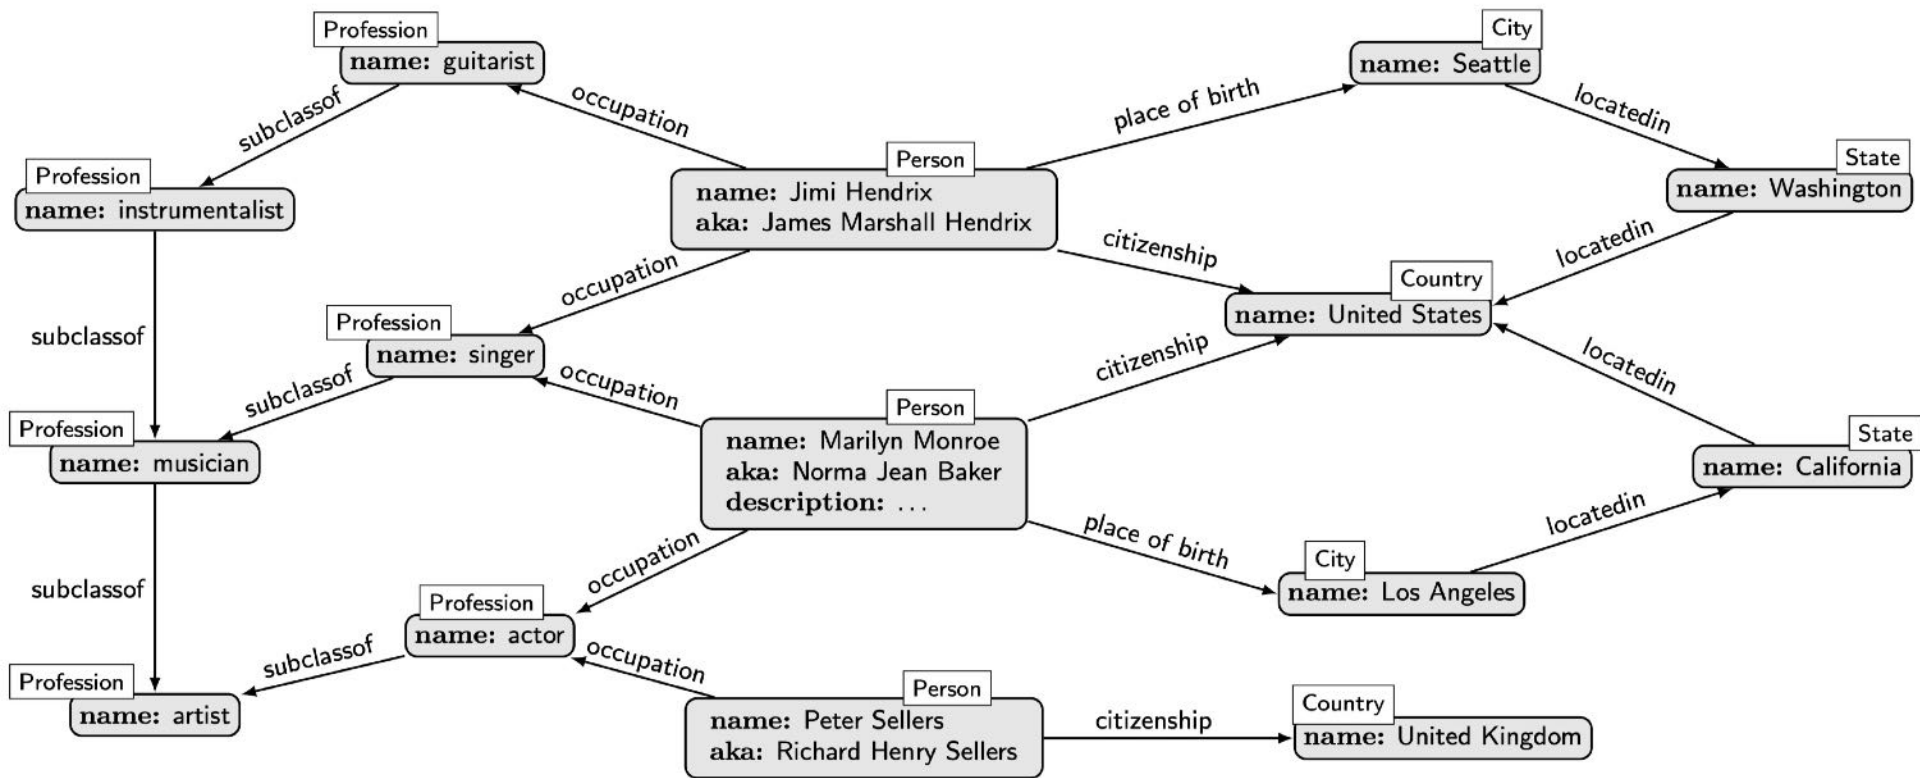 Profession
name: guitarist
City
name: Seattle
subclassof
occupation
place of birth
locatedin
Profession
name: instrumentalist
Person
name: Jimi Hendrix
aka: James Marshall Hendrix
State
name: Washington
occupation
citizenship
locatedin
Country
name: United States
subclassof
Profession
name: singer
subclassof
occupation
citizenship
locatedin
Profession
name: musician
Person
name: Marilyn Monroe
aka: Norma Jean Baker
description: ...
State
name: California
occupation
place of birth
locatedin
City
name: Los Angeles
subclassof
Profession
name: actor
subclassof
occupation
Profession
name: artist
Person
name: Peter Sellers
aka: Richard Henry Sellers
citizenship
Country
name: United Kingdom